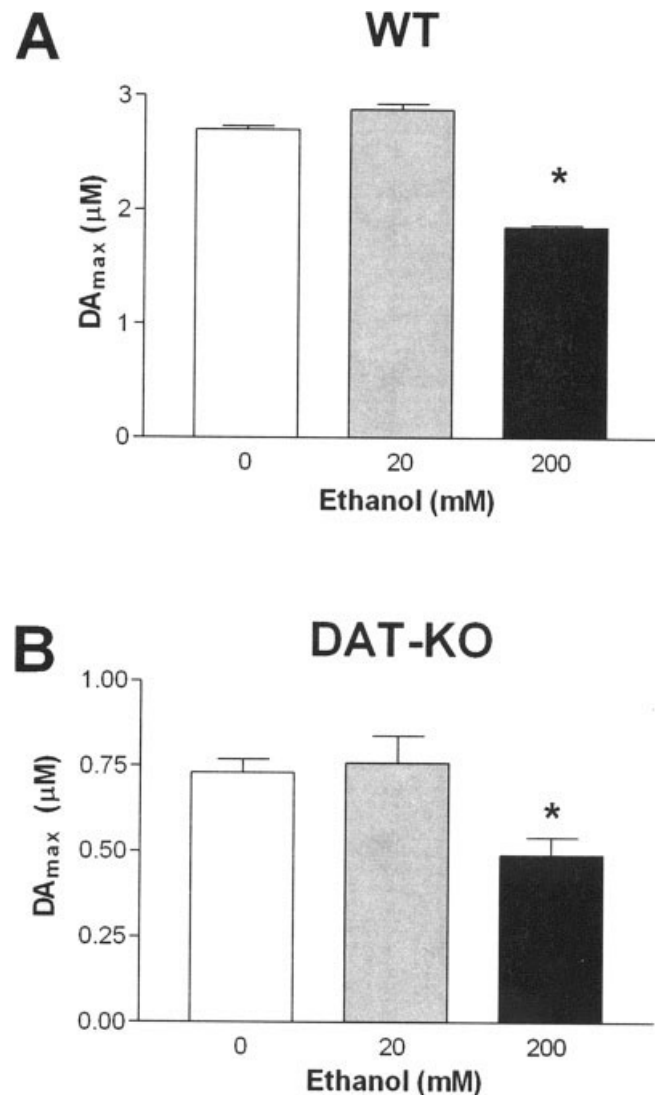 A
WT
3
2
1
0
DAmax (μM)
*
0 20 200
Ethanol (mM)
B
DAT-KO
1.00
0.75
0.50
0.25
0.00
DAmax (μM)
*
0 20 200
Ethanol (mM)